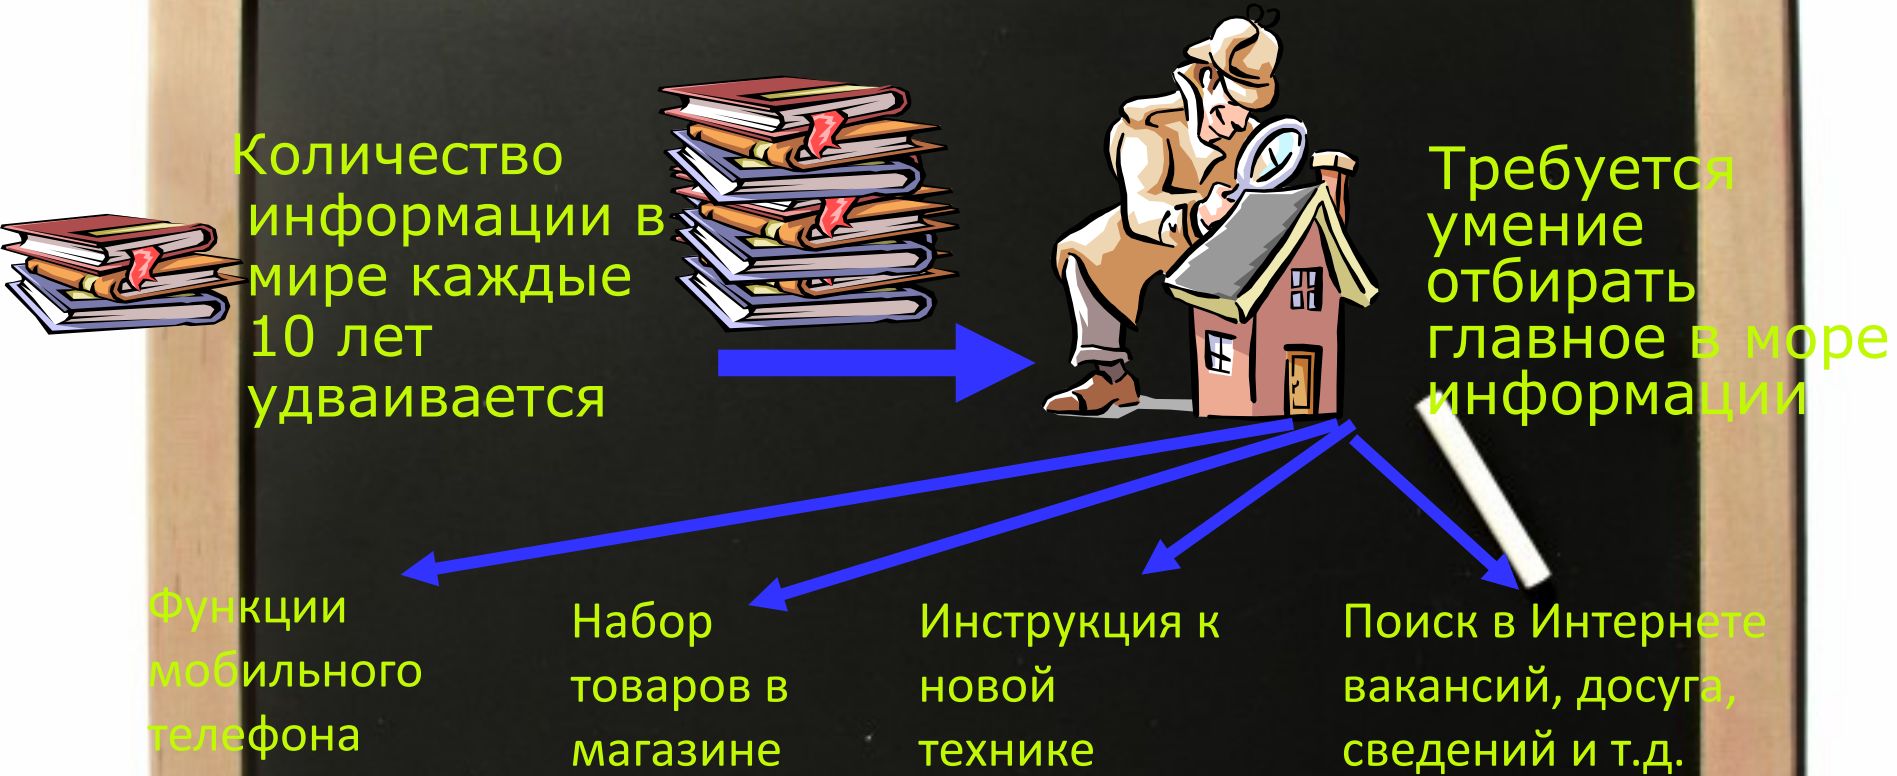 Количество
информации в
мире каждые
10 лет
удваивается
Требуется
умение
отбирать
главное в море
информации
Функции
мобильного
телефона
Набор
товаров в
магазине
Инструкция к
новой
технике
Поиск в Интернете
вакансий, досуга,
сведений и т.д.